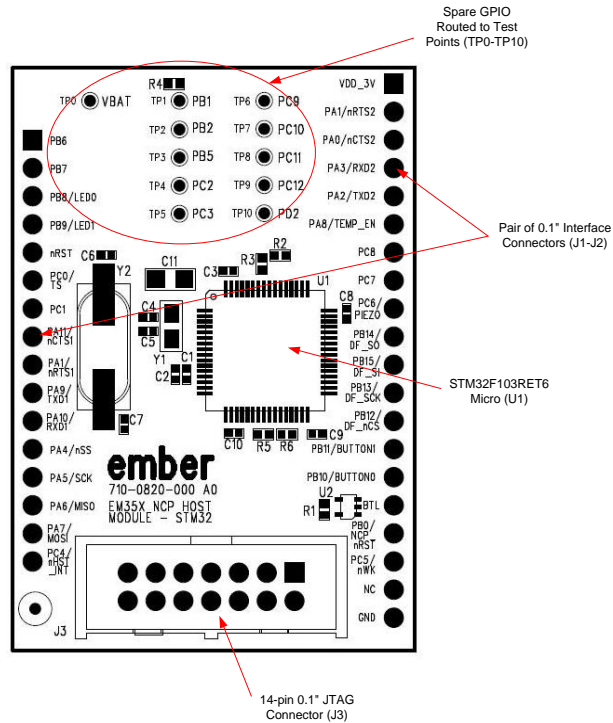 Spare GPIO
Routed to Test
Points (TP0-TP10)
R4
VDD_3V
TP0 VBAT
TP1 PB1
TP6 PC9
PA1/nRTS2
TP2 PB2
TP7 PC10
PA0/nCTS2
PB6
TP3 PB5
TP8 PC11
PA3/RXD2
PB7
TP4 PC2
TP9 PC12
PA2/TXD2
PB8/LED0
TP5 PC3
TP10 PD2
PA8/TEMP_EN
PB9/LED1
Pair of 0.1" Interface
Connectors (J1-J2)
nRST
C6
Y2
C11
C3
R3
R2
PC8
PC0/
TS
U1
PC7
PC1
C4
C5
C8
PC6/
PIEZO
PA11/
nCTS1
Y1
PB14/
DF_SO
PA1/
nRTS1
C2
C1
PB15/
DF_SI
STM32F103RET6
Micro (U1)
PA9/
TXD1
PB13/
DF_SCK
PA10/
RXD1
C7
C10
R5
R6
C9
PB12/
DF_nCS
PA4/nSS
ember
PB11/BUTTON1
PA5/SCK
710-0820-000 A0
PB10/BUTTON0
PA6/MISO
EM35X NCP HOST
MODULE - STM32
R1
U2
BTL
PA7/
MOSI
PB0/
NCP_
nRST
PC4/
nHST
_INT
PC5/
nWK
NC
GND
J3
14-pin 0.1" JTAG
Connector (J3)